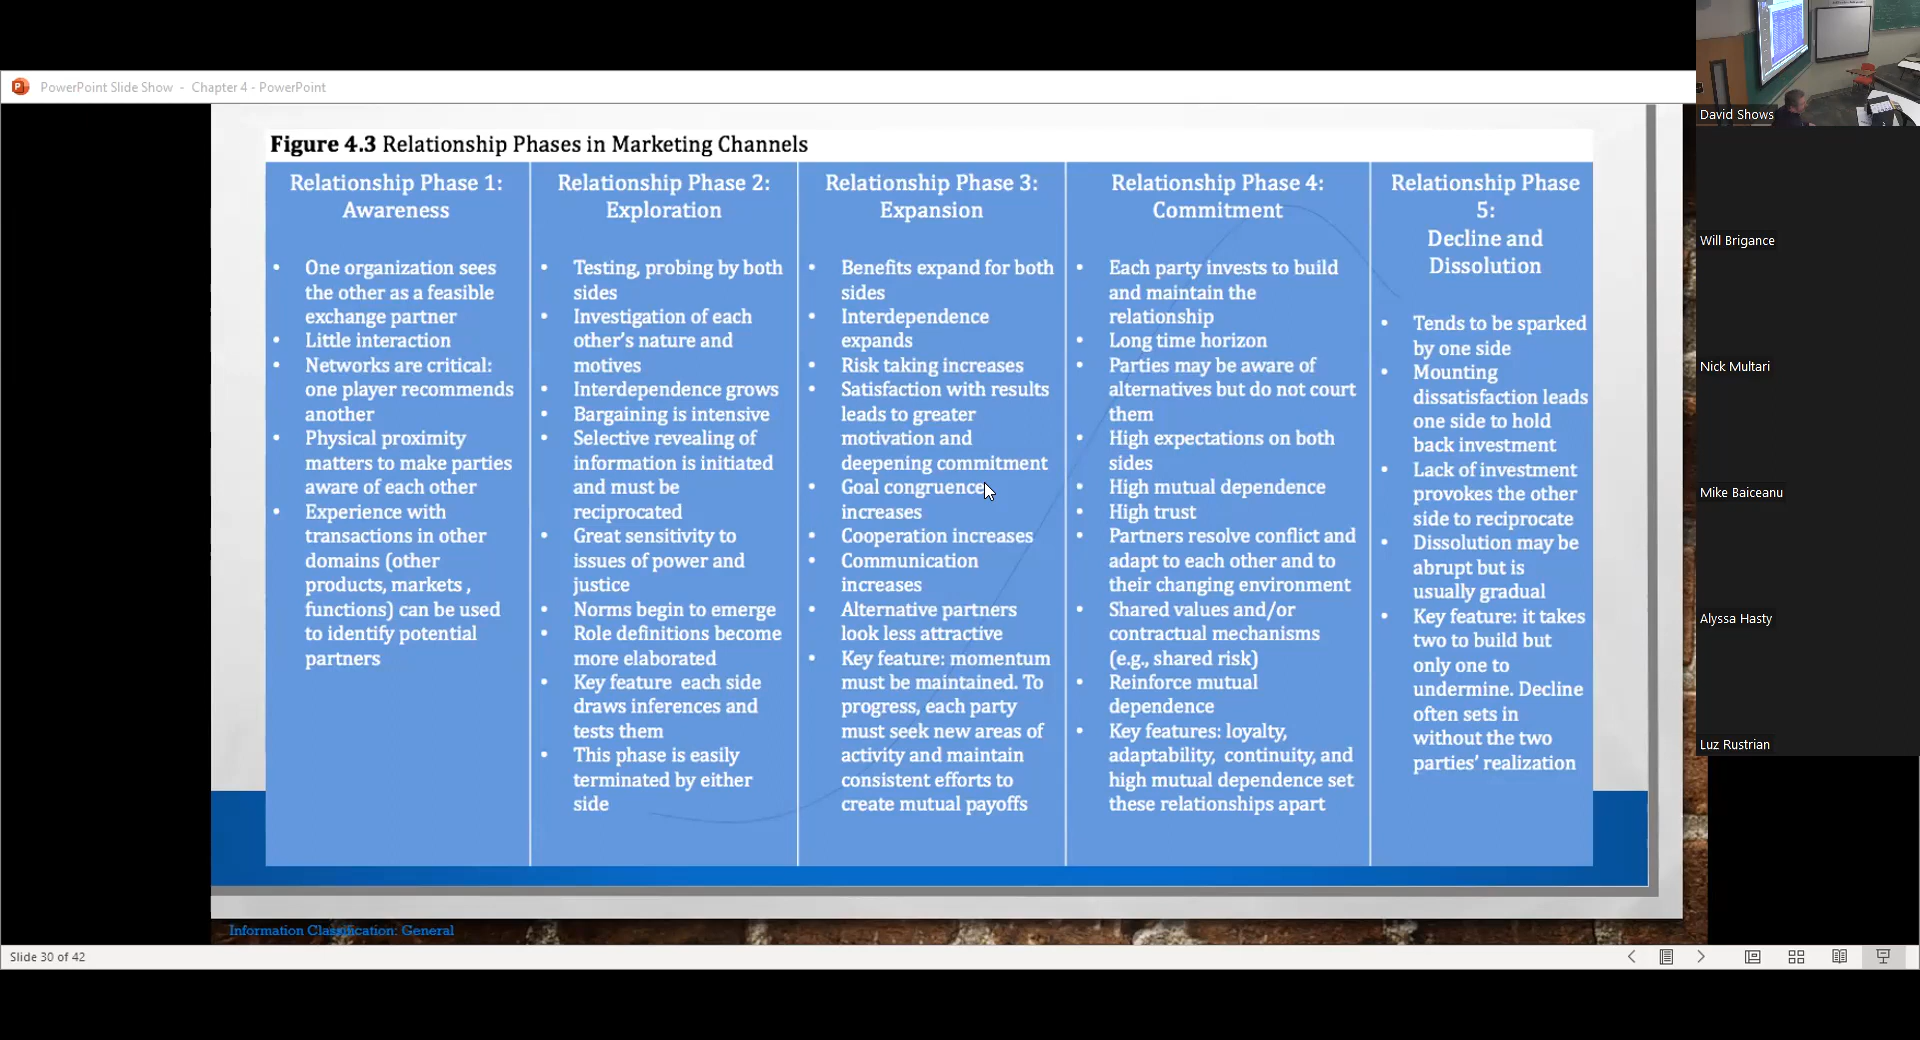 PowerPoint Slide Show - Chapter 4 - PowerPoint
Figure 4.3 Relationship Phases in Marketing Channels
Relationship Phase 1:
Awareness
• One organization sees
the other as a feasible
exchange partner
• Little interaction
• Networks are critical:
one player recommends
another
• Physical proximity
matters to make parties
aware of each other
• Experience with
transactions in other
domains (other
products, markets ,
functions) can be used
to identify potential
partners
Relationship Phase 2:
Exploration
• Testing, probing by both
sides
• Investigation of each
other's nature and
motives
• Interdependence grows
• Bargaining is intensive
• Selective revealing of
information is initiated
and must be
reciprocated
• Great sensitivity to
issues of power and
justice
• Norms begin to emerge
• Role definitions become
more elaborated
• Key feature each side
draws inferences and
tests them
• This phase is easily
terminated by either
side
Relationship Phase 3:
Expansion
• Benefits expand for both
sides
• Interdependence
expands
• Risk taking increases
• Satisfaction with results
leads to greater
motivation and
deepening commitment
• Goal congruence
increases
• Cooperation increases
• Communication
increases
• Alternative partners
look less attractive
• Key feature: momentum
must be maintained. To
progress, each party
must seek new areas of
activity and maintain
consistent efforts to
create mutual payoffs
Relationship Phase 4:
Commitment
• Each party invests to build
and maintain the
relationship
• Long time horizon
• Parties may be aware of
alternatives but do not court
them
• High expectations on both
sides
• High mutual dependence
• High trust
• Partners resolve conflict and
adapt to each other and to
their changing environment
• Shared values and/or
contractual mechanisms
(e.g., shared risk)
• Reinforce mutual
dependence
• Key features: loyalty,
adaptability, continuity, and
high mutual dependence set
these relationships apart
Relationship Phase
5:
Decline and
Dissolution
• Tends to be sparked
by one side
• Mounting
dissatisfaction leads
one side to hold
back investment
• Lack of investment
provokes the other
side to reciprocate
• Dissolution may be
abrupt but is
usually gradual
• Key feature: it takes
two to build but
only one to
undermine. Decline
often sets in
without the two
parties' realization
Information Classification: General
Slide 30 of 42
David Shows
Will Brigance
Nick Multari
Mike Baiceanu
Alyssa Hasty
Luz Rustrian